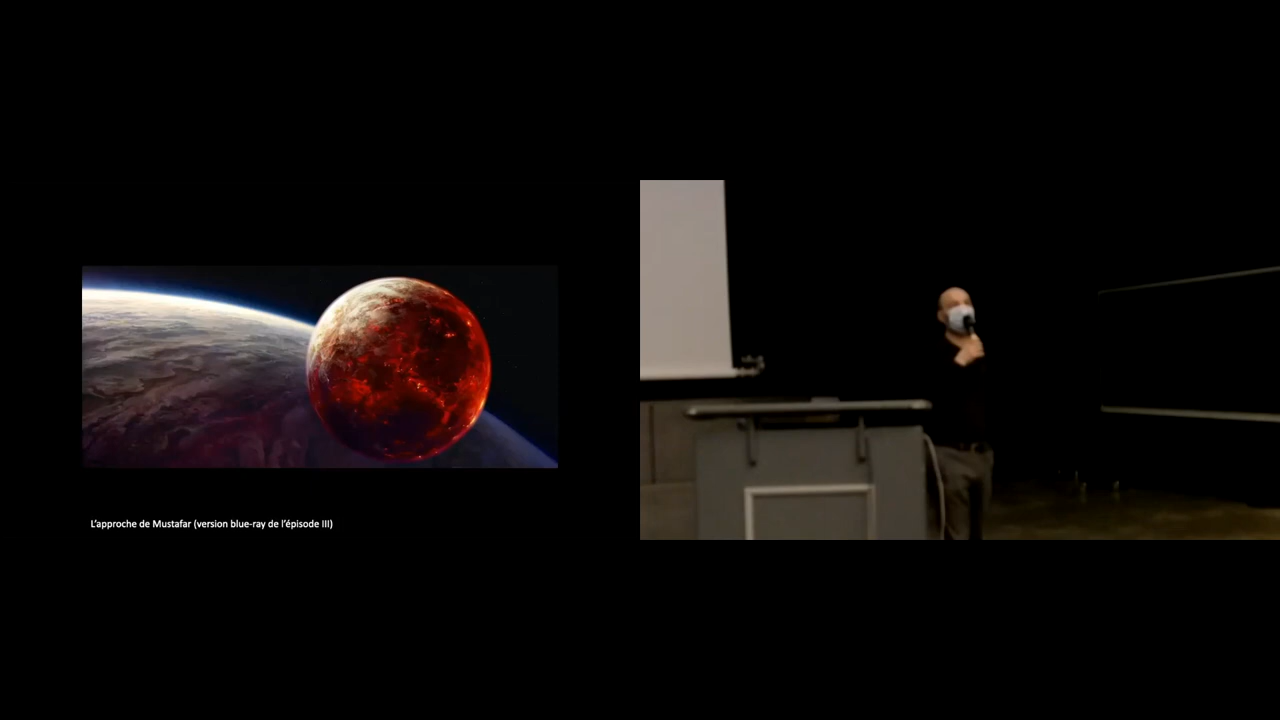 L'approche de Mustafar (version blue-ray de l'épisode III)